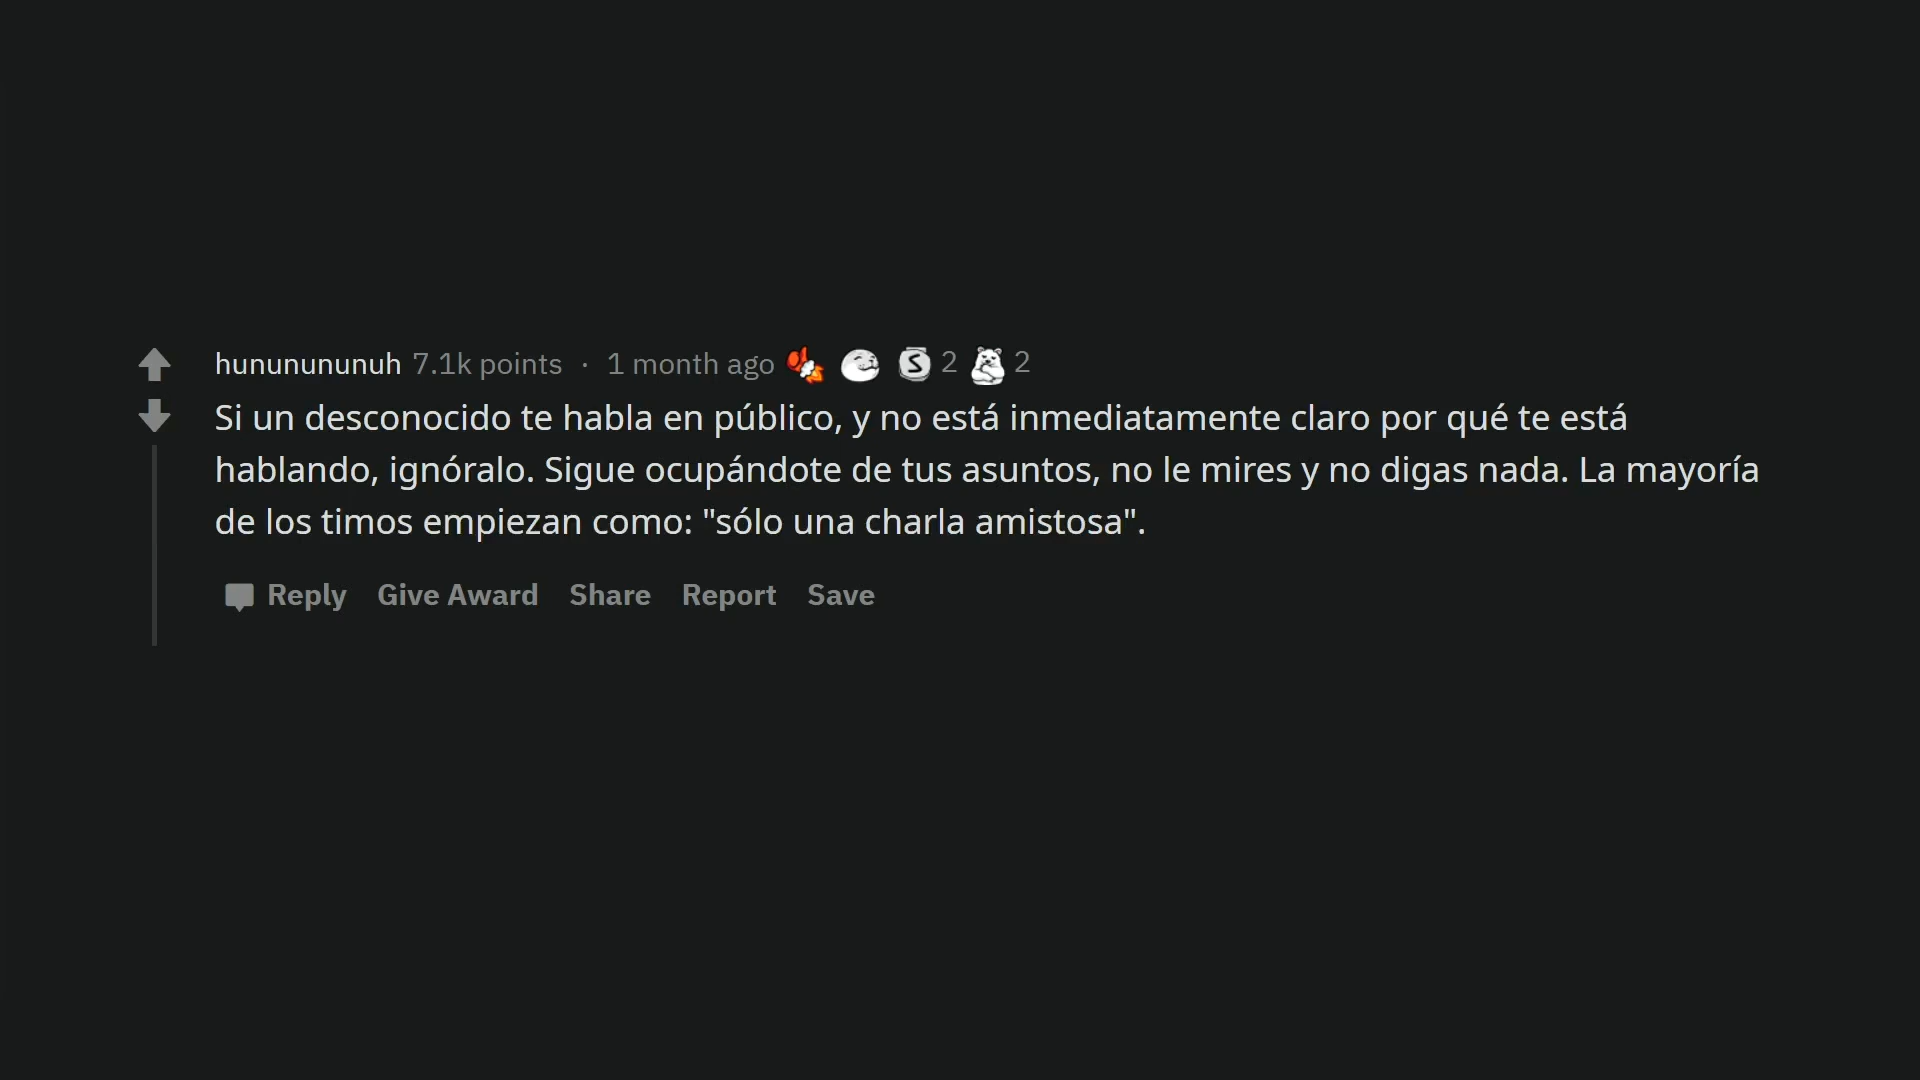 hunununuuh 7.1k points · 1 month ago 2 2
Si un desconocido te habla en público, y no está inmediatamente claro por qué te está
hablando, ignóralo. Sigue ocupándote de tus asuntos, no le mires y no digas nada. La mayoría
de los timos empiezan como: "sólo una charla amistosa".
Reply Give Award Share Report Save